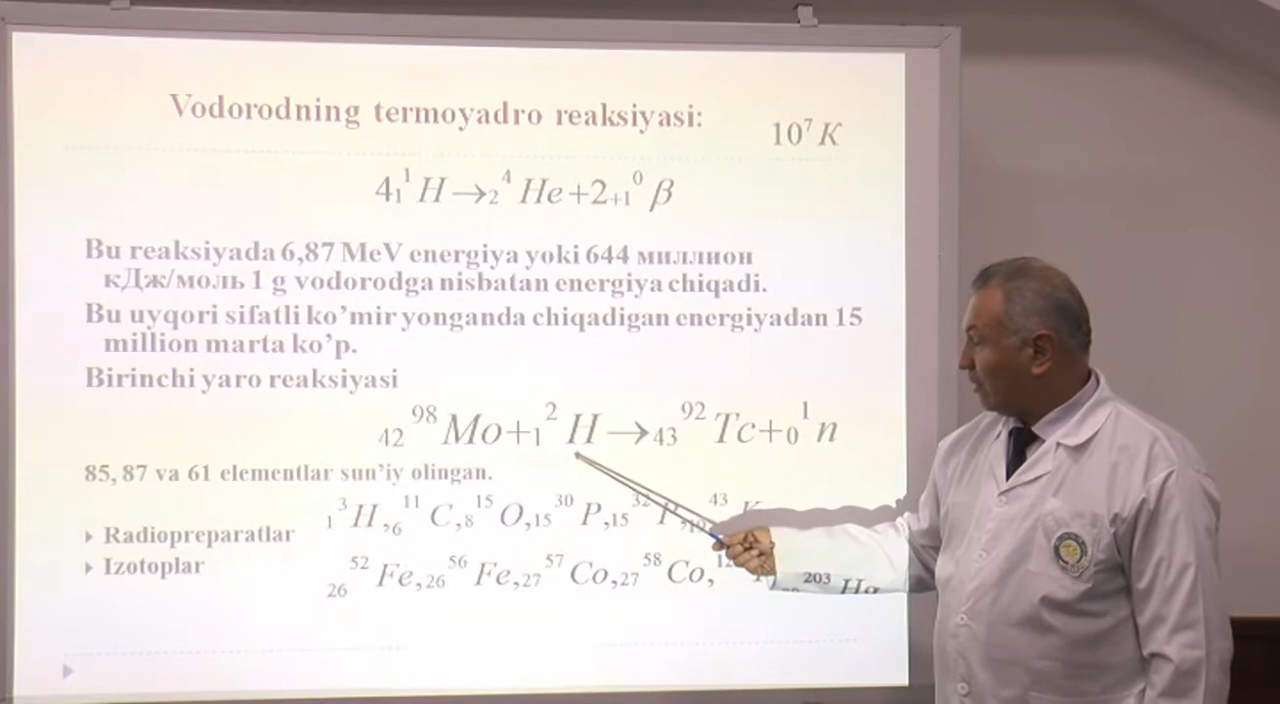 Vodorodning termoyadro reaksiyasi:
10⁷ K
4₁¹H→₂⁴He+2₊₁⁰β
Bu reaksiyada 6,87 MeV energiya yoki 644 миллион
кДж/моль 1 g vodorodga nisbatan energiya chiqadi.
Bu uyqori sifatli ko’mir yonganda chiqadigan energiyadan 15
million marta ko’p.
Birinchi yaro reaksiyasi
₄₂⁹⁸Mo+₁²H→₄₃⁹²Tc+₀¹n
85, 87 va 61 elementlar sun’iy olingan.
Radiopreparatlar
₁³H,₆¹¹C,₈¹⁵O,₁₅³⁰P,₁₅³²P,₁₉⁴³K
Izotoplar
₂₆⁵²Fe,₂₆⁵⁶Fe,₂₇⁵⁷Co,₂₇⁵⁸Co, ²⁰³Hg